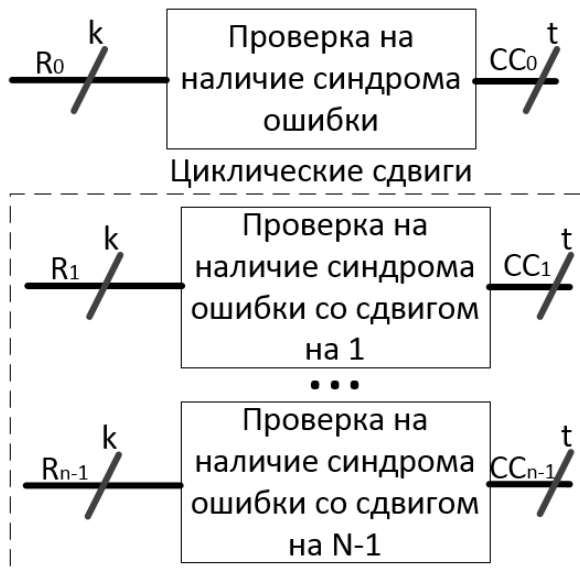 k
R0
Проверка на
наличие синдрома
ошибки
CC0
t
Циклические сдвиги
k
R1
Проверка на
наличие синдрома
ошибки со сдвигом
на 1
CC1
t
...
k
Rn-1
Проверка на
наличие синдрома
ошибки со сдвигом
на N-1
CCn-1
t